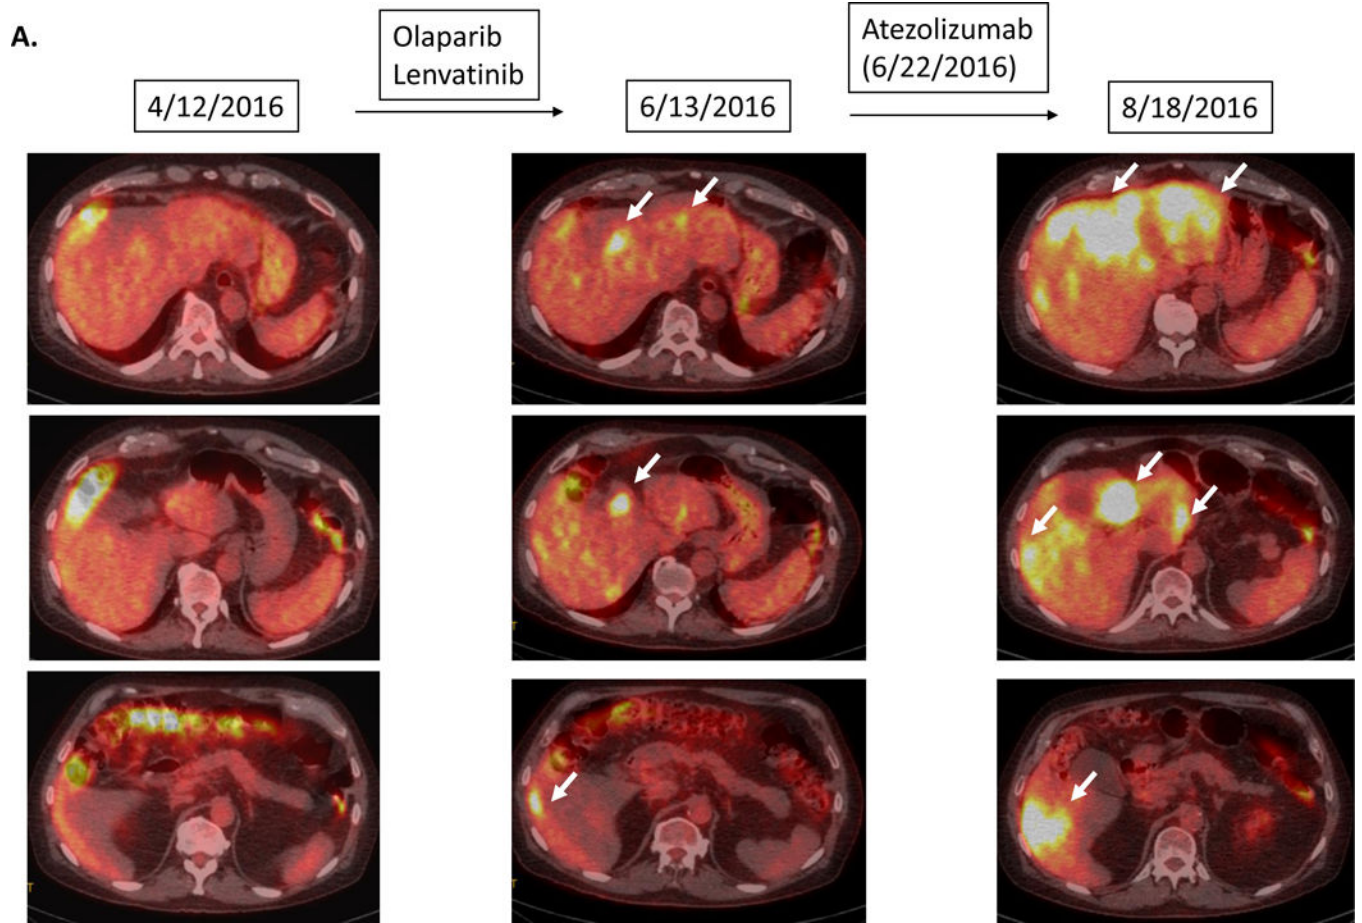 A.
Olaparib
Lenvatinib
Atezolizumab
(6/22/2016)
4/12/2016
6/13/2016
8/18/2016
T
T
T